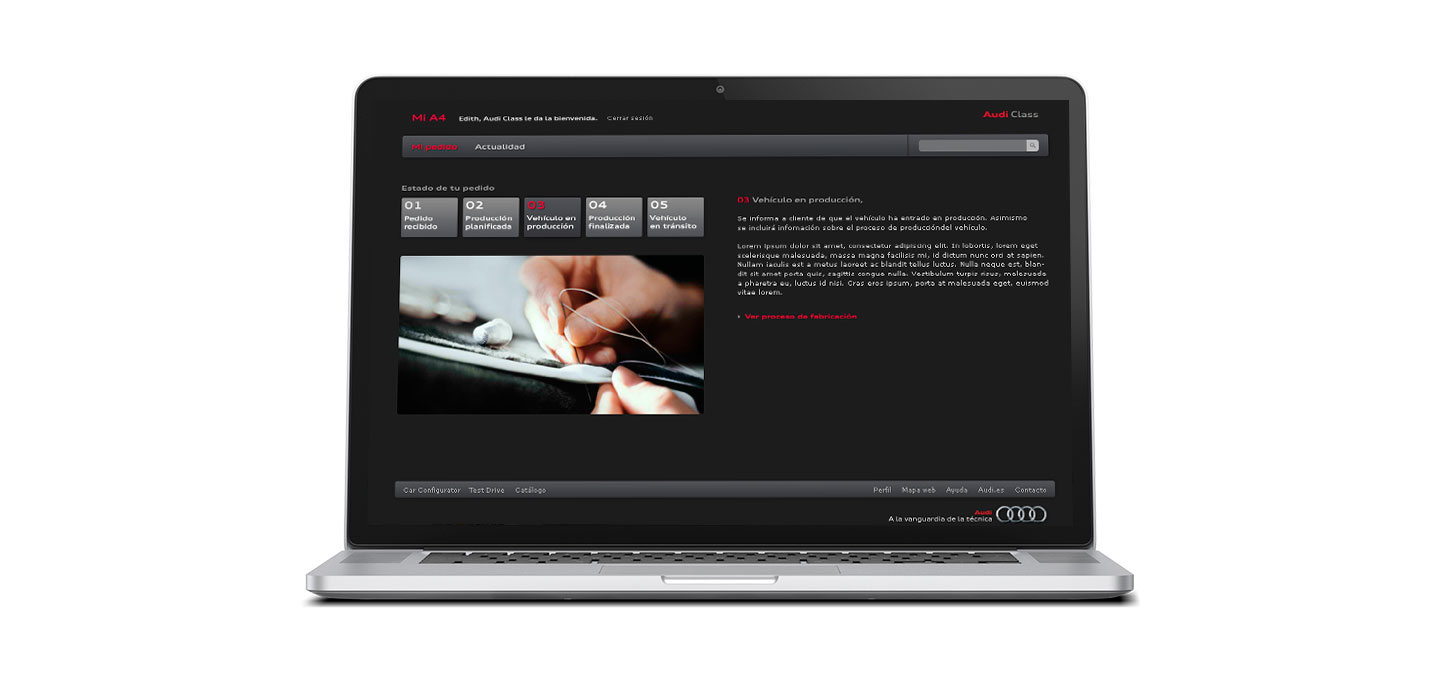 Mi A4 Edith, Audi Class le da la bienvenida. Cerrar sesión
Audi Class
Mi pedido Actualidad
Estado de tu pedido
01
Pedido
recibido
02
Producción
planificada
03
Vehículo en
producción
04
Producción
finalizada
05
Vehículo
en tránsito
03 Vehículo en producción,
Se informa a cliente de que el vehículo ha entrado en producción. Asimismo
se incluirá infomación sobre el proceso de produccióndel vehículo.
Lorem ipsum dolor sit amet, consectetur adipiscing elit. In lobortis, lorem eget
scelerisque malesuada, massa magna facilisis mi, id dictum nunc orci at sapien.
Nullam iaculis est a metus laoreet ac blandit tellus luctus. Nulla neque est, blan-
dit sit amet porta quis, sagittis congue nulla. Vestibulum turpis risus, malesuada
a pharetra eu, luctus id nisi. Cras eros ipsum, porta at malesuada eget, euismod
vitae lorem.
Ver proceso de fabricación
Car Configurator Test Drive Catálogo
Perfil Mapa web Ayuda Audi.es Contacto
Audi
A la vanguardia de la técnica